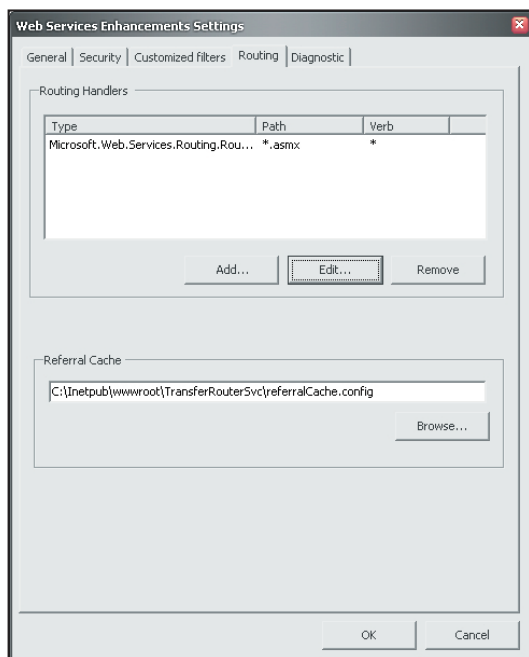 Web Services Enhancements Settings
General Security Customized filters Routing Diagnostic
Routing Handlers
Type Path Verb
Microsoft.Web.Services.Routing.Rou... *.asmx *
Add... Edit... Remove
Referral Cache
C:\Inetpub\wwwroot\TransferRouterSvc\referralCache.config
Browse...
OK Cancel